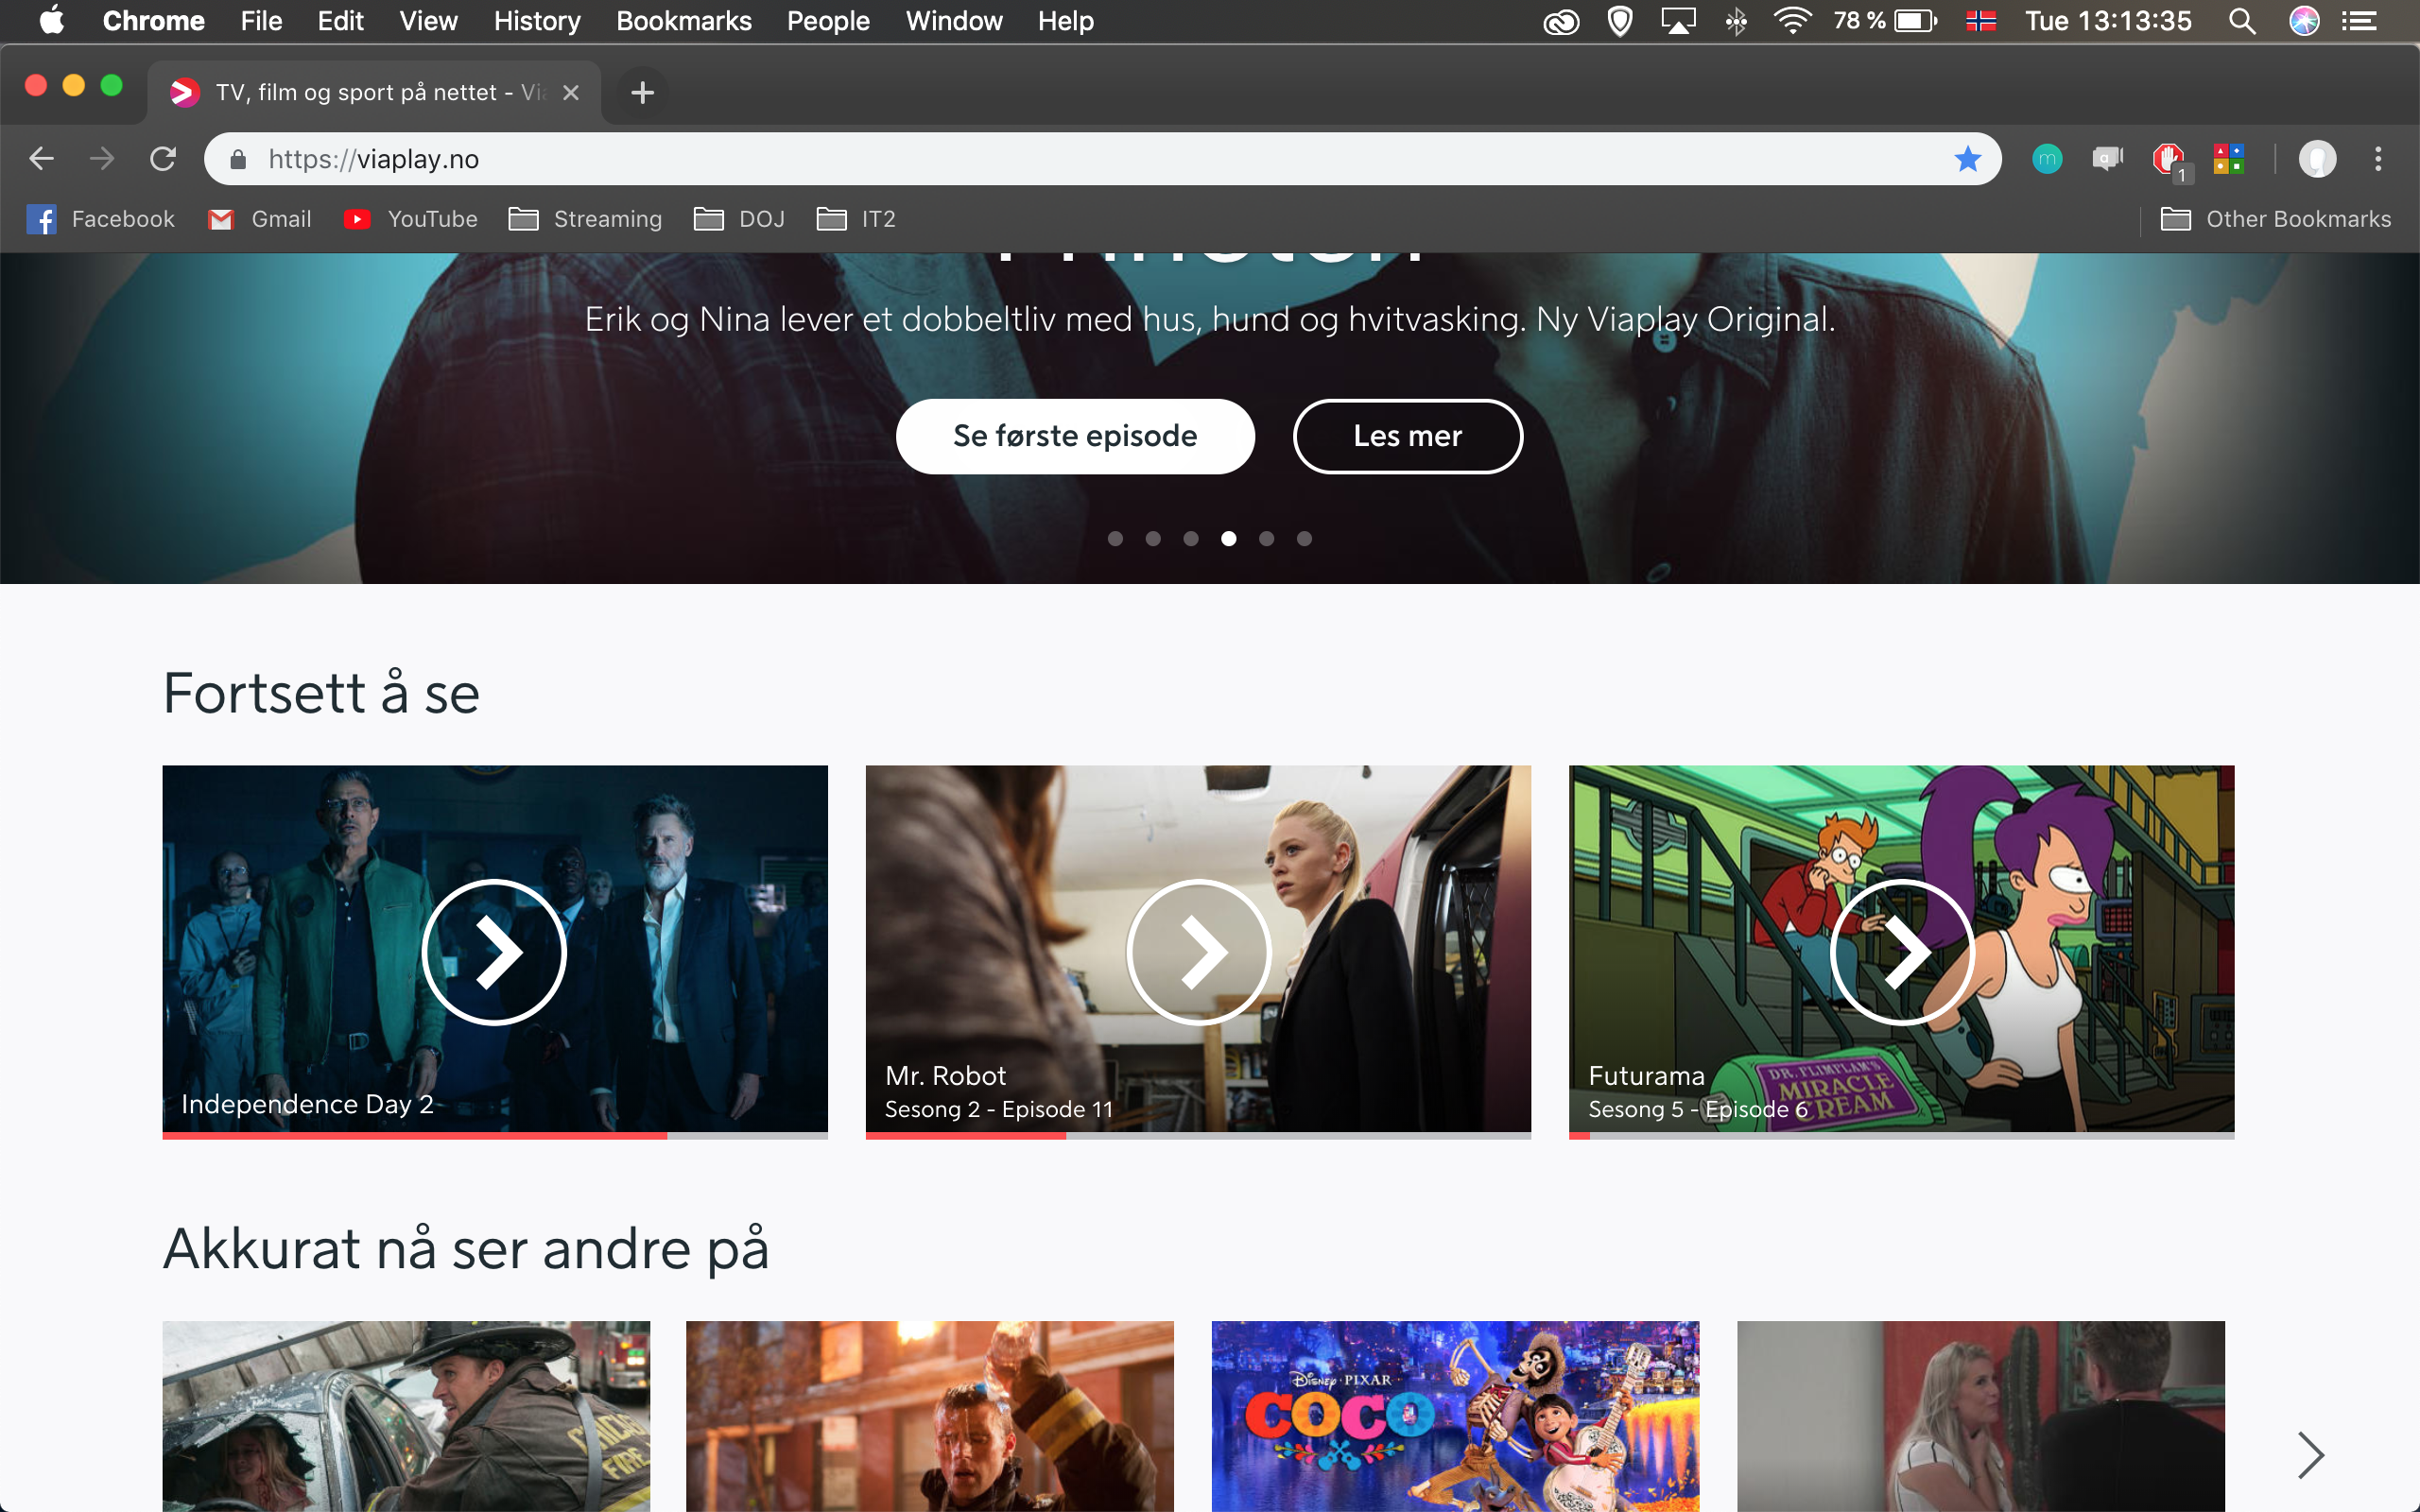 Chrome File Edit View History Bookmarks People Window Help 78 % Tue 13:13:35
TV, film og sport på nettet - Via
https://viaplay.no
1
Facebook Gmail YouTube Streaming DOJ IT2 Other Bookmarks
Erik og Nina lever et dobbeltliv med hus, hund og hvitvasking. Ny Viaplay Original.
Se første episode Les mer
Fortsett å se
Independence Day 2
Mr. Robot
Sesong 2 - Episode 11
DR. FLIMFLAM'S
MIRACLE
CREAM
Futurama
Sesong 5 - Episode 6
Akkurat nå ser andre på
CHICAGO
FIRE
DISNEY·PIXAR
COCO